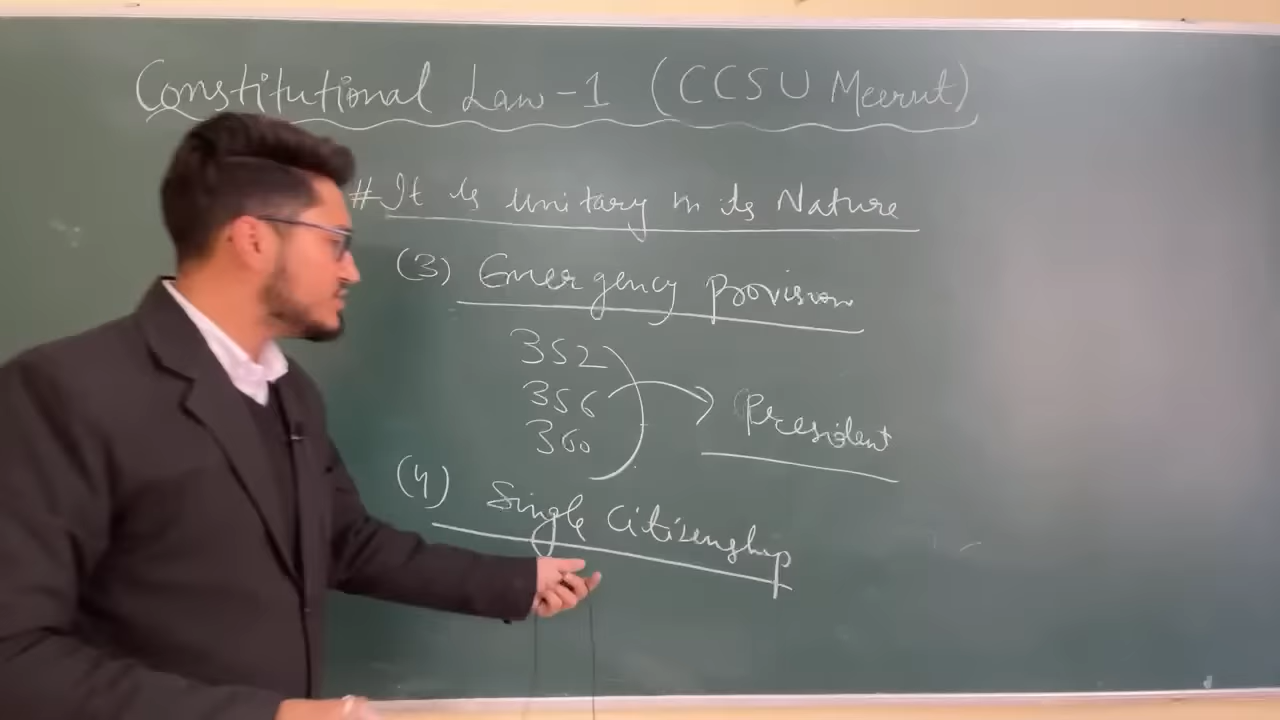 Constitutional Law-1 (CCSU Meerut)
# It is Unitary in its Nature
(3) Emergency provision
352
356
360
President
(4) Single Citizenship